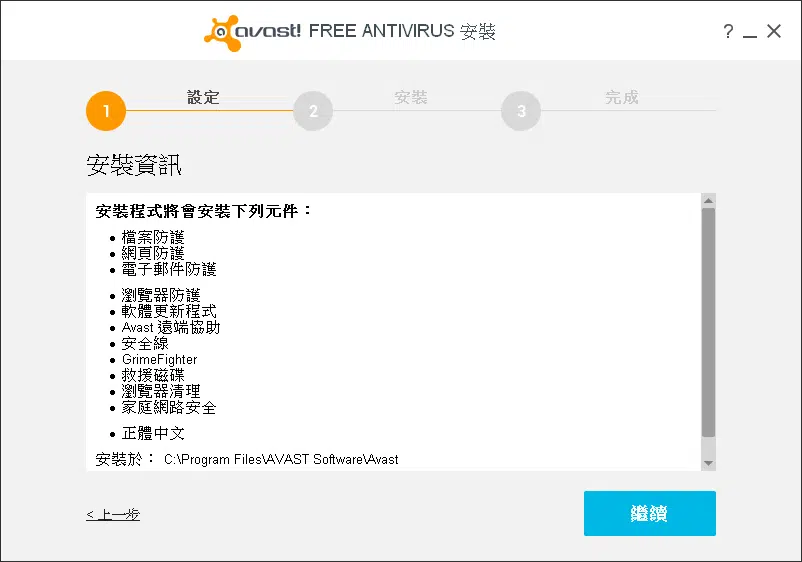 avast! FREE ANTIVIRUS 安裝
? _ ×
1 設定 2 安裝 3 完成
安裝資訊
安裝程式將會安裝下列元件：
• 檔案防護
• 網頁防護
• 電子郵件防護
• 瀏覽器防護
• 軟體更新程式
• Avast 遠端協助
• 安全線
• GrimeFighter
• 救援磁碟
• 瀏覽器清理
• 家庭網路安全
• 正體中文
安裝於： C:\Program Files\AVAST Software\Avast
< 上一步
繼續